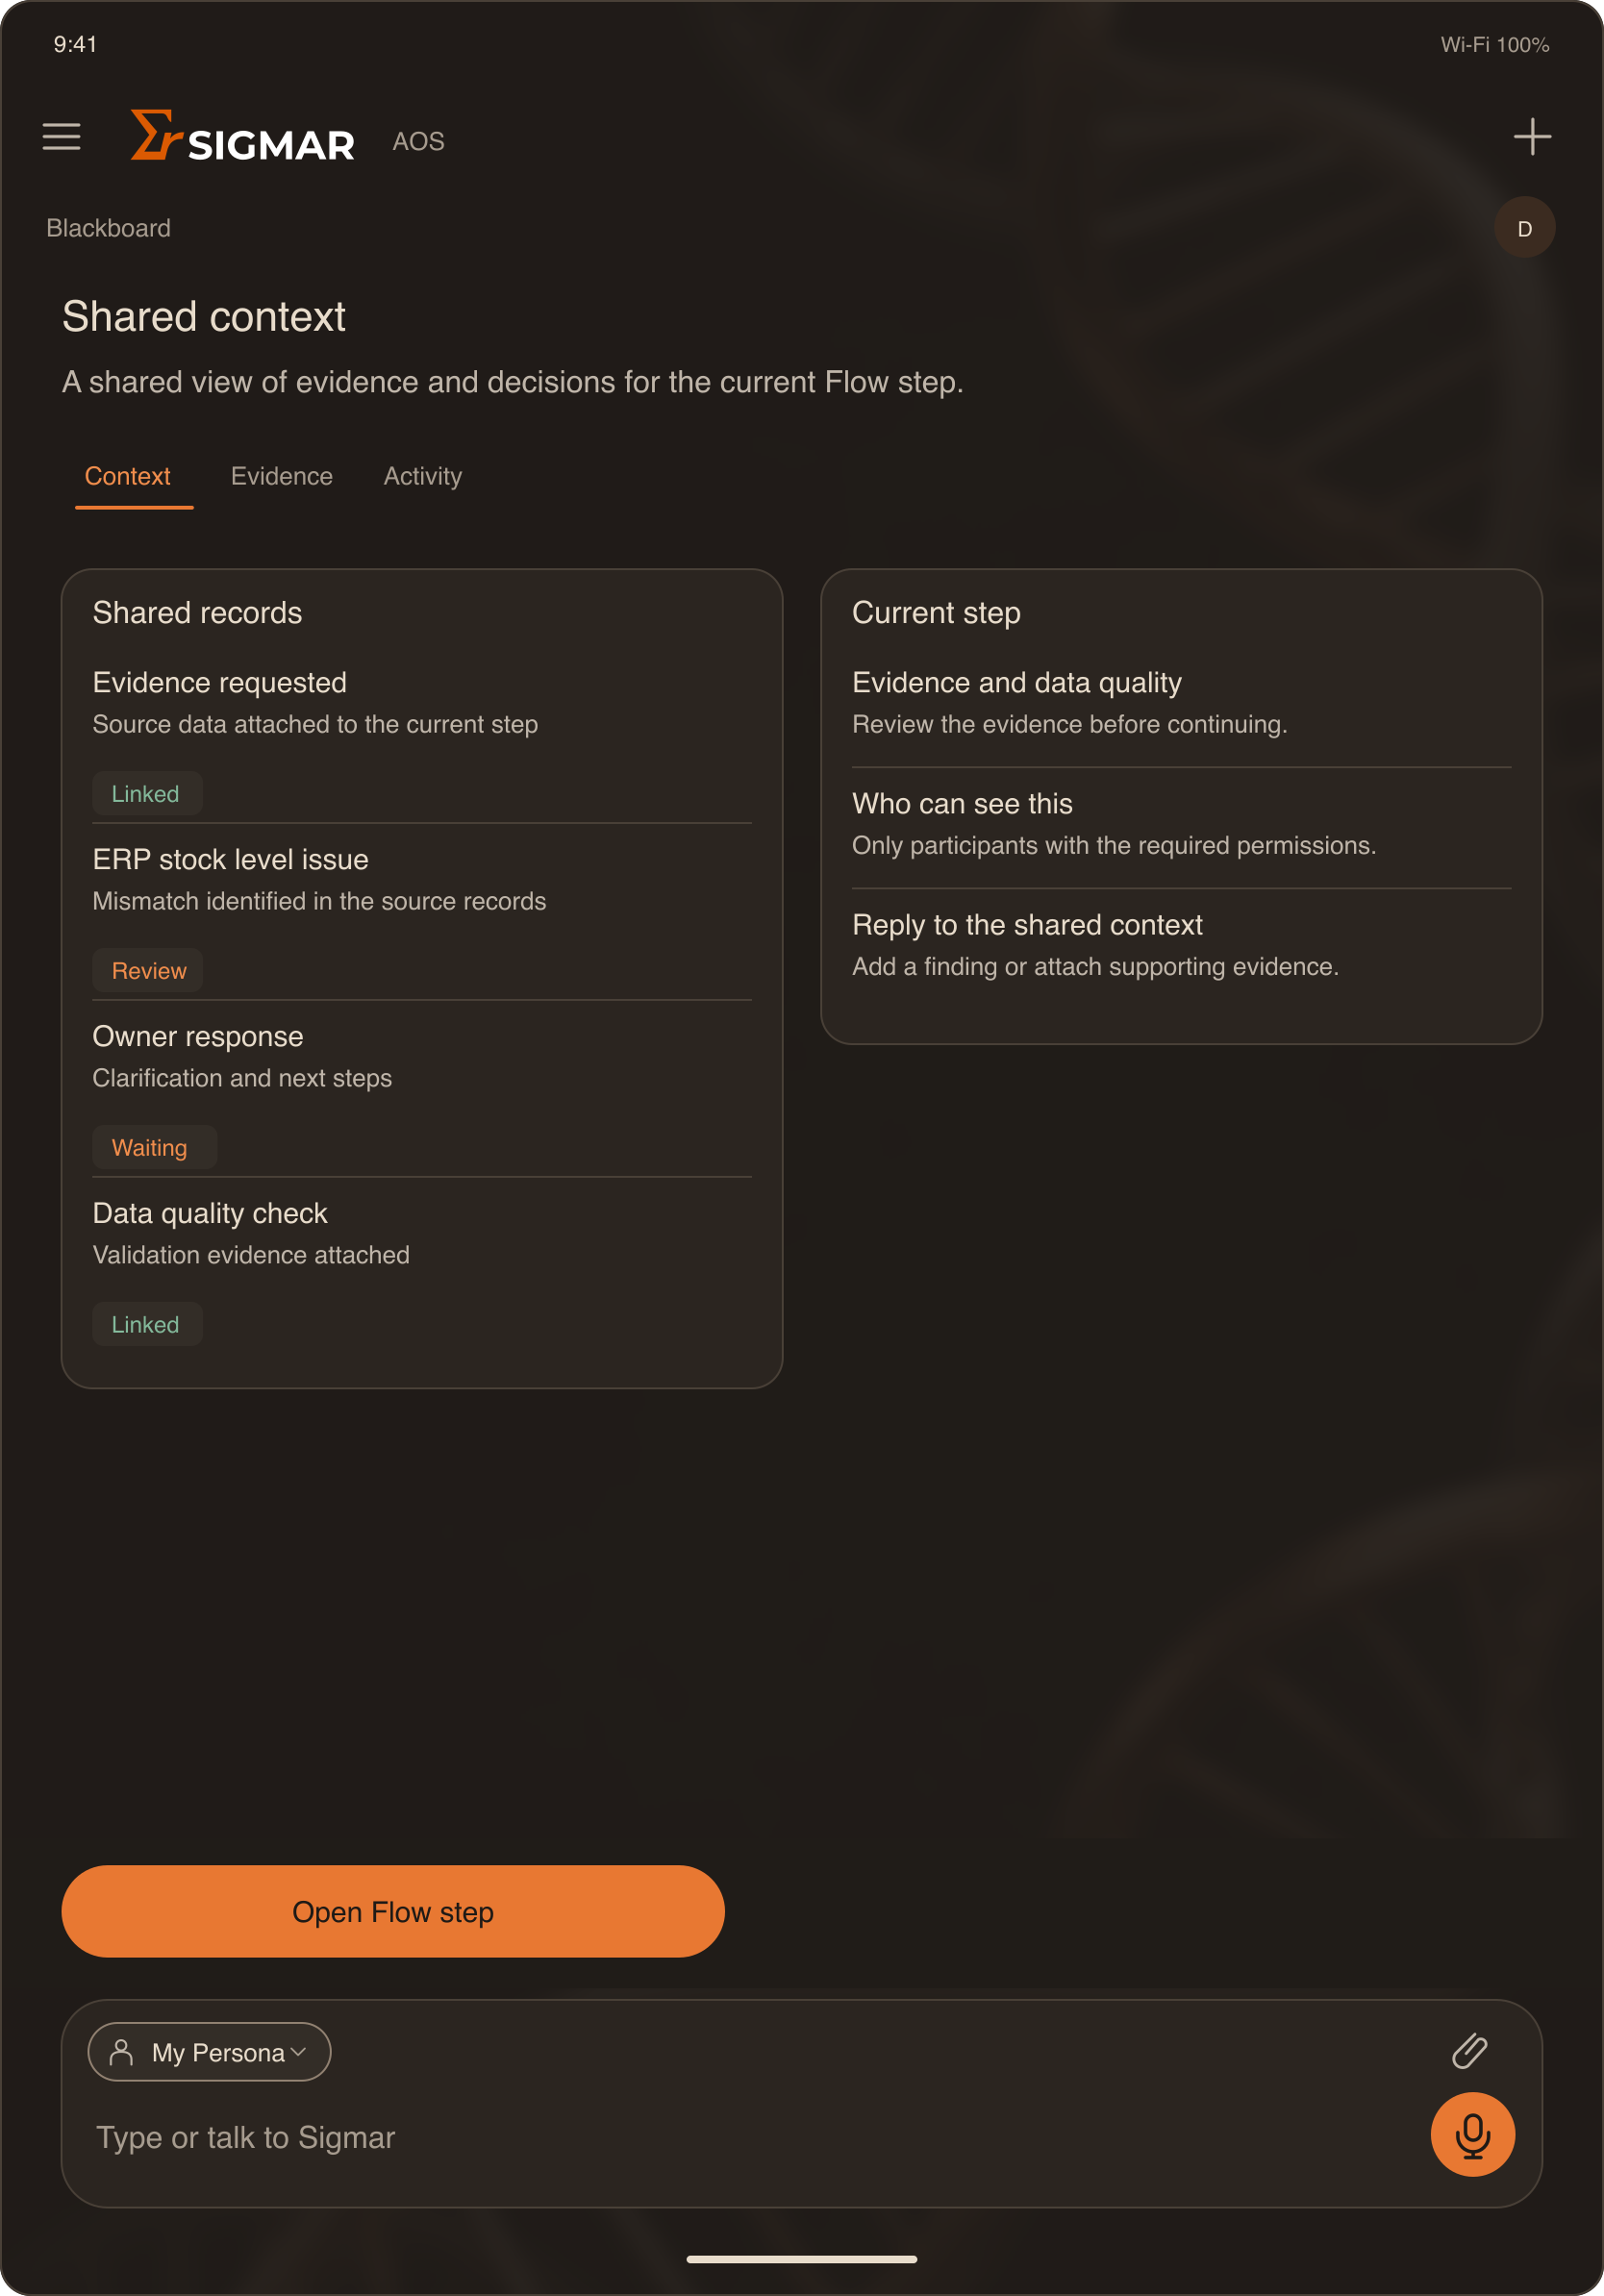 9:41
Wi-Fi 100%
Σr SIGMAR AOS
Blackboard
D
Shared context
A shared view of evidence and decisions for the current Flow step.
Context
Evidence
Activity
Shared records
Evidence requested
Source data attached to the current step
Linked
ERP stock level issue
Mismatch identified in the source records
Review
Owner response
Clarification and next steps
Waiting
Data quality check
Validation evidence attached
Linked
Current step
Evidence and data quality
Review the evidence before continuing.
Who can see this
Only participants with the required permissions.
Reply to the shared context
Add a finding or attach supporting evidence.
Open Flow step
My Persona
Type or talk to Sigmar